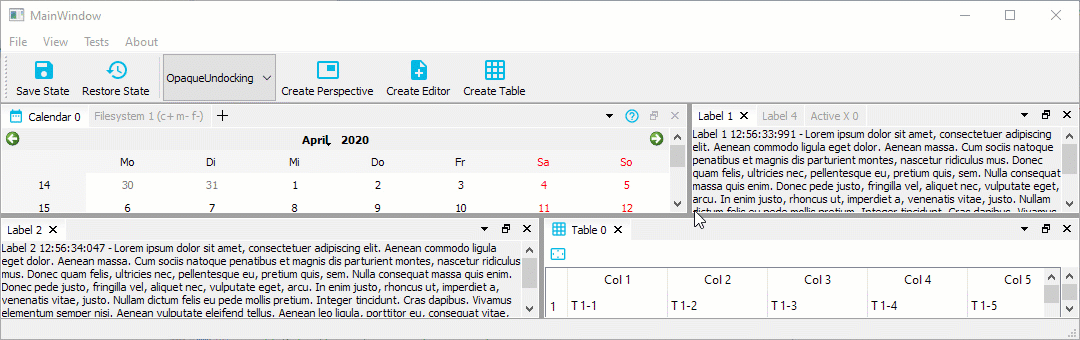 MainWindow
File View Tests About
Save State Restore State OpaqueUndocking Create Perspective Create Editor Create Table
Calendar 0 Filesystem 1 (c+ m- f-)
April, 2020
Mo Di Mi Do Fr Sa So
14 30 31 1 2 3 4 5
15 6 7 8 9 10 11 12
Label 1 Label 4 Active X 0
Label 1 12:56:33:991 - Lorem ipsum dolor sit amet, consectetuer adipiscing
elit. Aenean commodo ligula eget dolor. Aenean massa. Cum sociis natoque
penatibus et magnis dis parturient montes, nascetur ridiculus mus. Donec
quam felis, ultricies nec, pellentesque eu, pretium quis, sem. Nulla consequat
massa quis enim. Donec pede justo, fringilla vel, aliquet nec, vulputate eget,
arcu. In enim justo, rhoncus ut, imperdiet a, venenatis vitae, justo. Nullam
dictum felis eu pede mollis pretium. Integer tincidunt. Cras dapibus. Vivamus
Label 2
Label 2 12:56:34:047 - Lorem ipsum dolor sit amet, consectetuer adipiscing elit. Aenean commodo ligula
eget dolor. Aenean massa. Cum sociis natoque penatibus et magnis dis parturient montes, nascetur ridiculus
mus. Donec quam felis, ultricies nec, pellentesque eu, pretium quis, sem. Nulla consequat massa quis enim.
Donec pede justo, fringilla vel, aliquet nec, vulputate eget, arcu. In enim justo, rhoncus ut, imperdiet a,
venenatis vitae, justo. Nullam dictum felis eu pede mollis pretium. Integer tincidunt. Cras dapibus. Vivamus
elementum semper nisi. Aenean vulputate eleifend tellus. Aenean leo ligula, porttitor eu, consequat vitae,
Table 0
Col 1 Col 2 Col 3 Col 4 Col 5
1 T 1-1 T 1-2 T 1-3 T 1-4 T 1-5